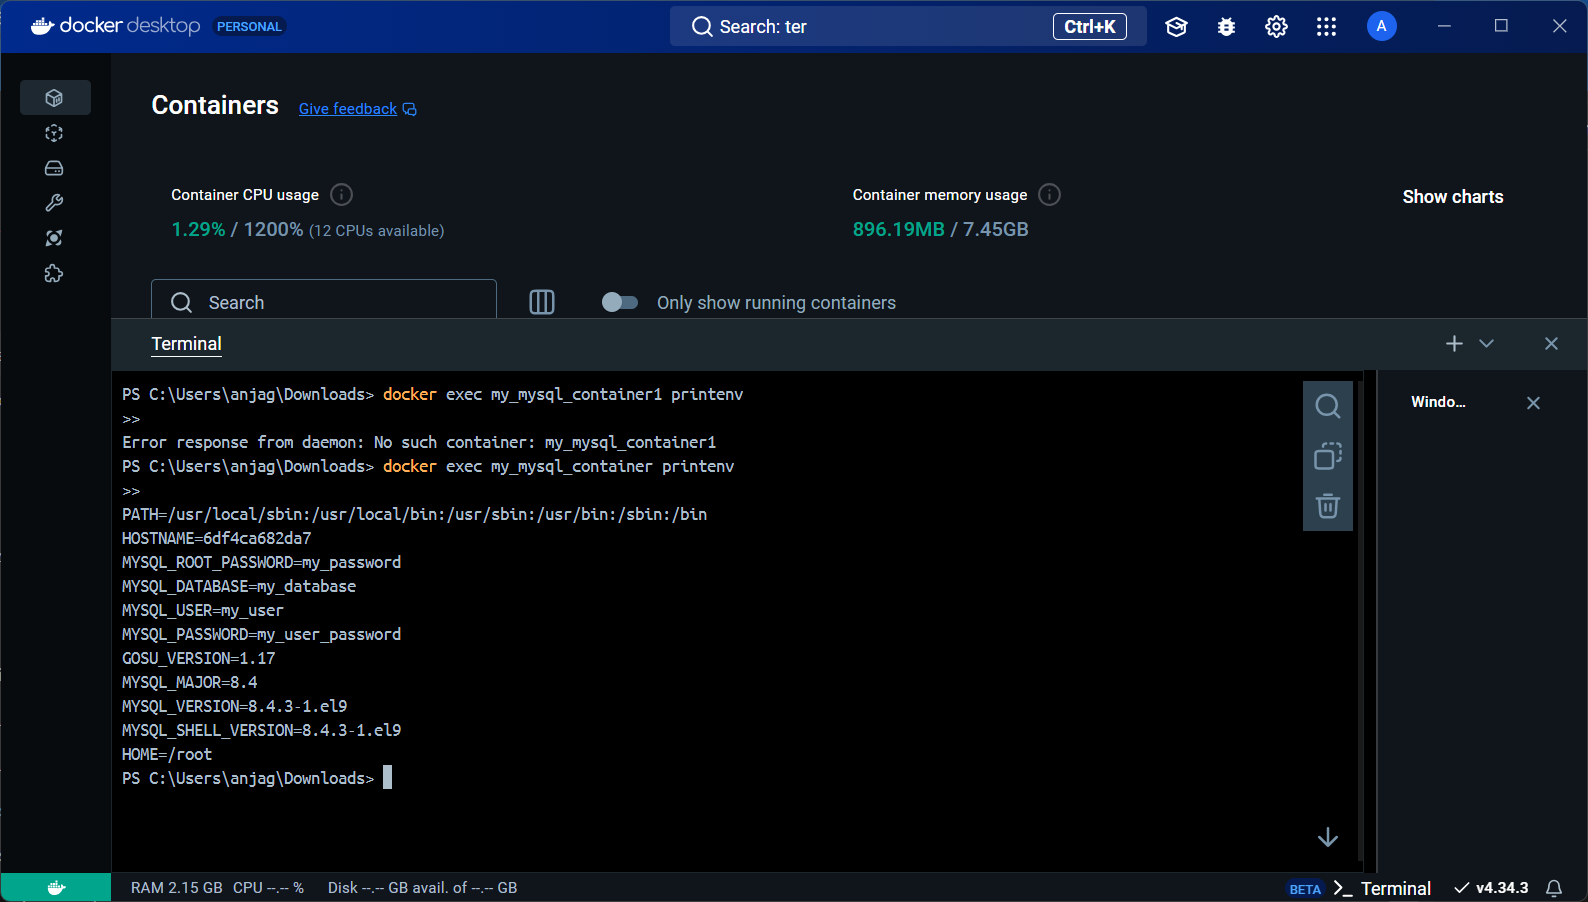 docker desktop PERSONAL Search: ter Ctrl+K A
Containers Give feedback
Container CPU usage Container memory usage Show charts
1.29% / 1200% (12 CPUs available) 896.19MB / 7.45GB
Search Only show running containers
Terminal
PS C:\Users\anjag\Downloads> docker exec my_mysql_container1 printenv
Windo...
>>
Error response from daemon: No such container: my_mysql_container1
PS C:\Users\anjag\Downloads> docker exec my_mysql_container printenv
>>
PATH=/usr/local/sbin:/usr/local/bin:/usr/sbin:/usr/bin:/sbin:/bin
HOSTNAME=6df4ca682da7
MYSQL_ROOT_PASSWORD=my_password
MYSQL_DATABASE=my_database
MYSQL_USER=my_user
MYSQL_PASSWORD=my_user_password
GOSU_VERSION=1.17
MYSQL_MAJOR=8.4
MYSQL_VERSION=8.4.3-1.el9
MYSQL_SHELL_VERSION=8.4.3-1.el9
HOME=/root
PS C:\Users\anjag\Downloads>
RAM 2.15 GB CPU --.-- % Disk --.-- GB avail. of --.-- GB BETA >_ Terminal v4.34.3